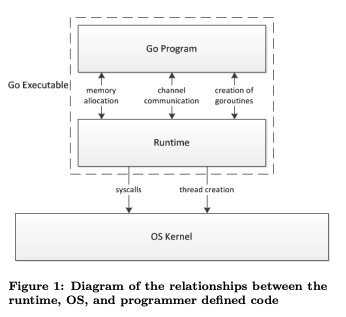 Go Program
Go Executable
memory
allocation
channel
communication
creation of
goroutines
Runtime
syscalls
thread creation
OS Kernel
Figure 1: Diagram of the relationships between the
runtime, OS, and programmer defined code